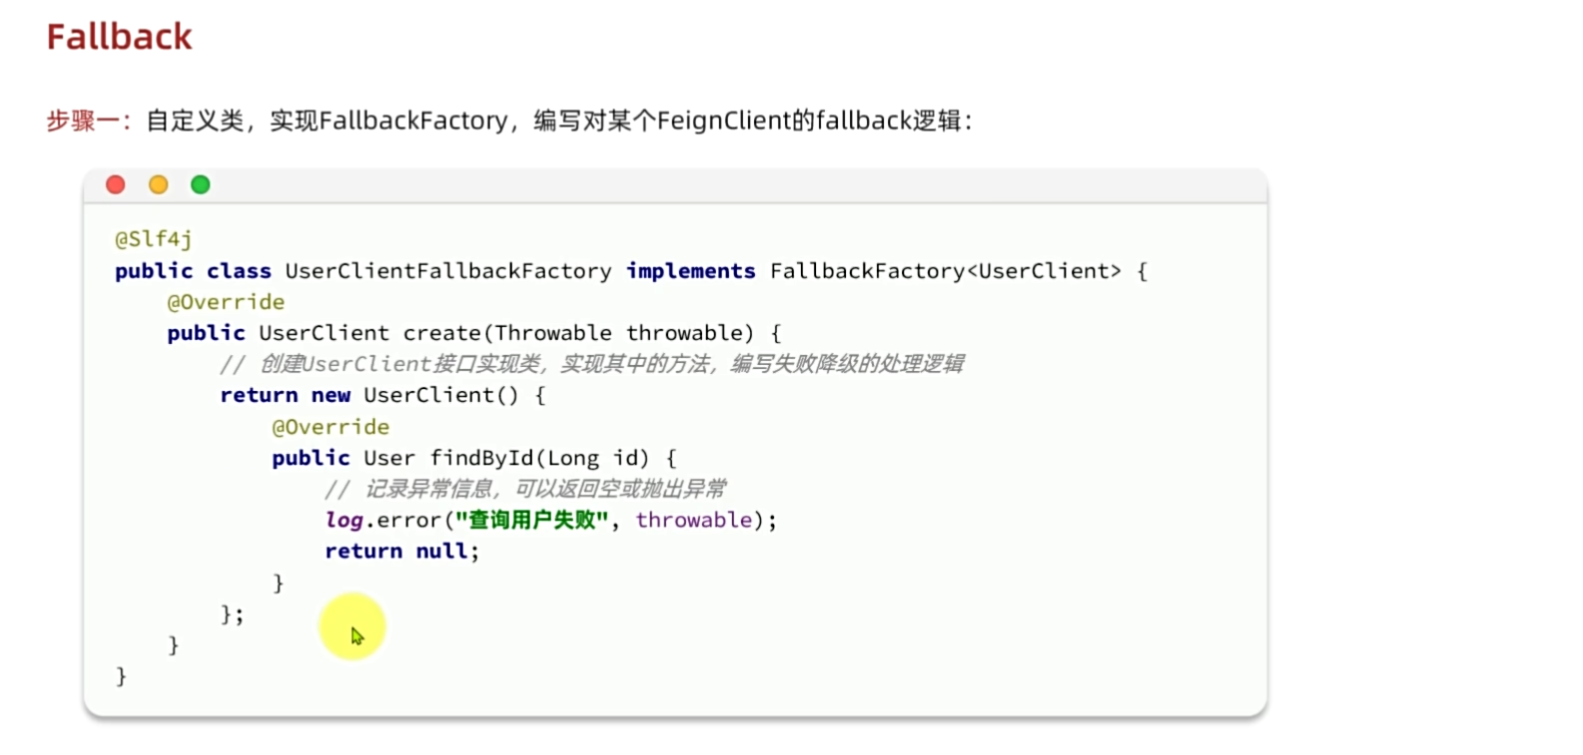 Fallback
步骤一：自定义类，实现FallbackFactory，编写对某个FeignClient的fallback逻辑：
@Slf4j
public class UserClientFallbackFactory implements FallbackFactory<UserClient> {
    @Override
    public UserClient create(Throwable throwable) {
        // 创建UserClient接口实现类，实现其中的方法，编写失败降级的处理逻辑
        return new UserClient() {
            @Override
            public User findById(Long id) {
                // 记录异常信息，可以返回空或抛出异常
                log.error("查询用户失败", throwable);
                return null;
            }
        };
    }
}